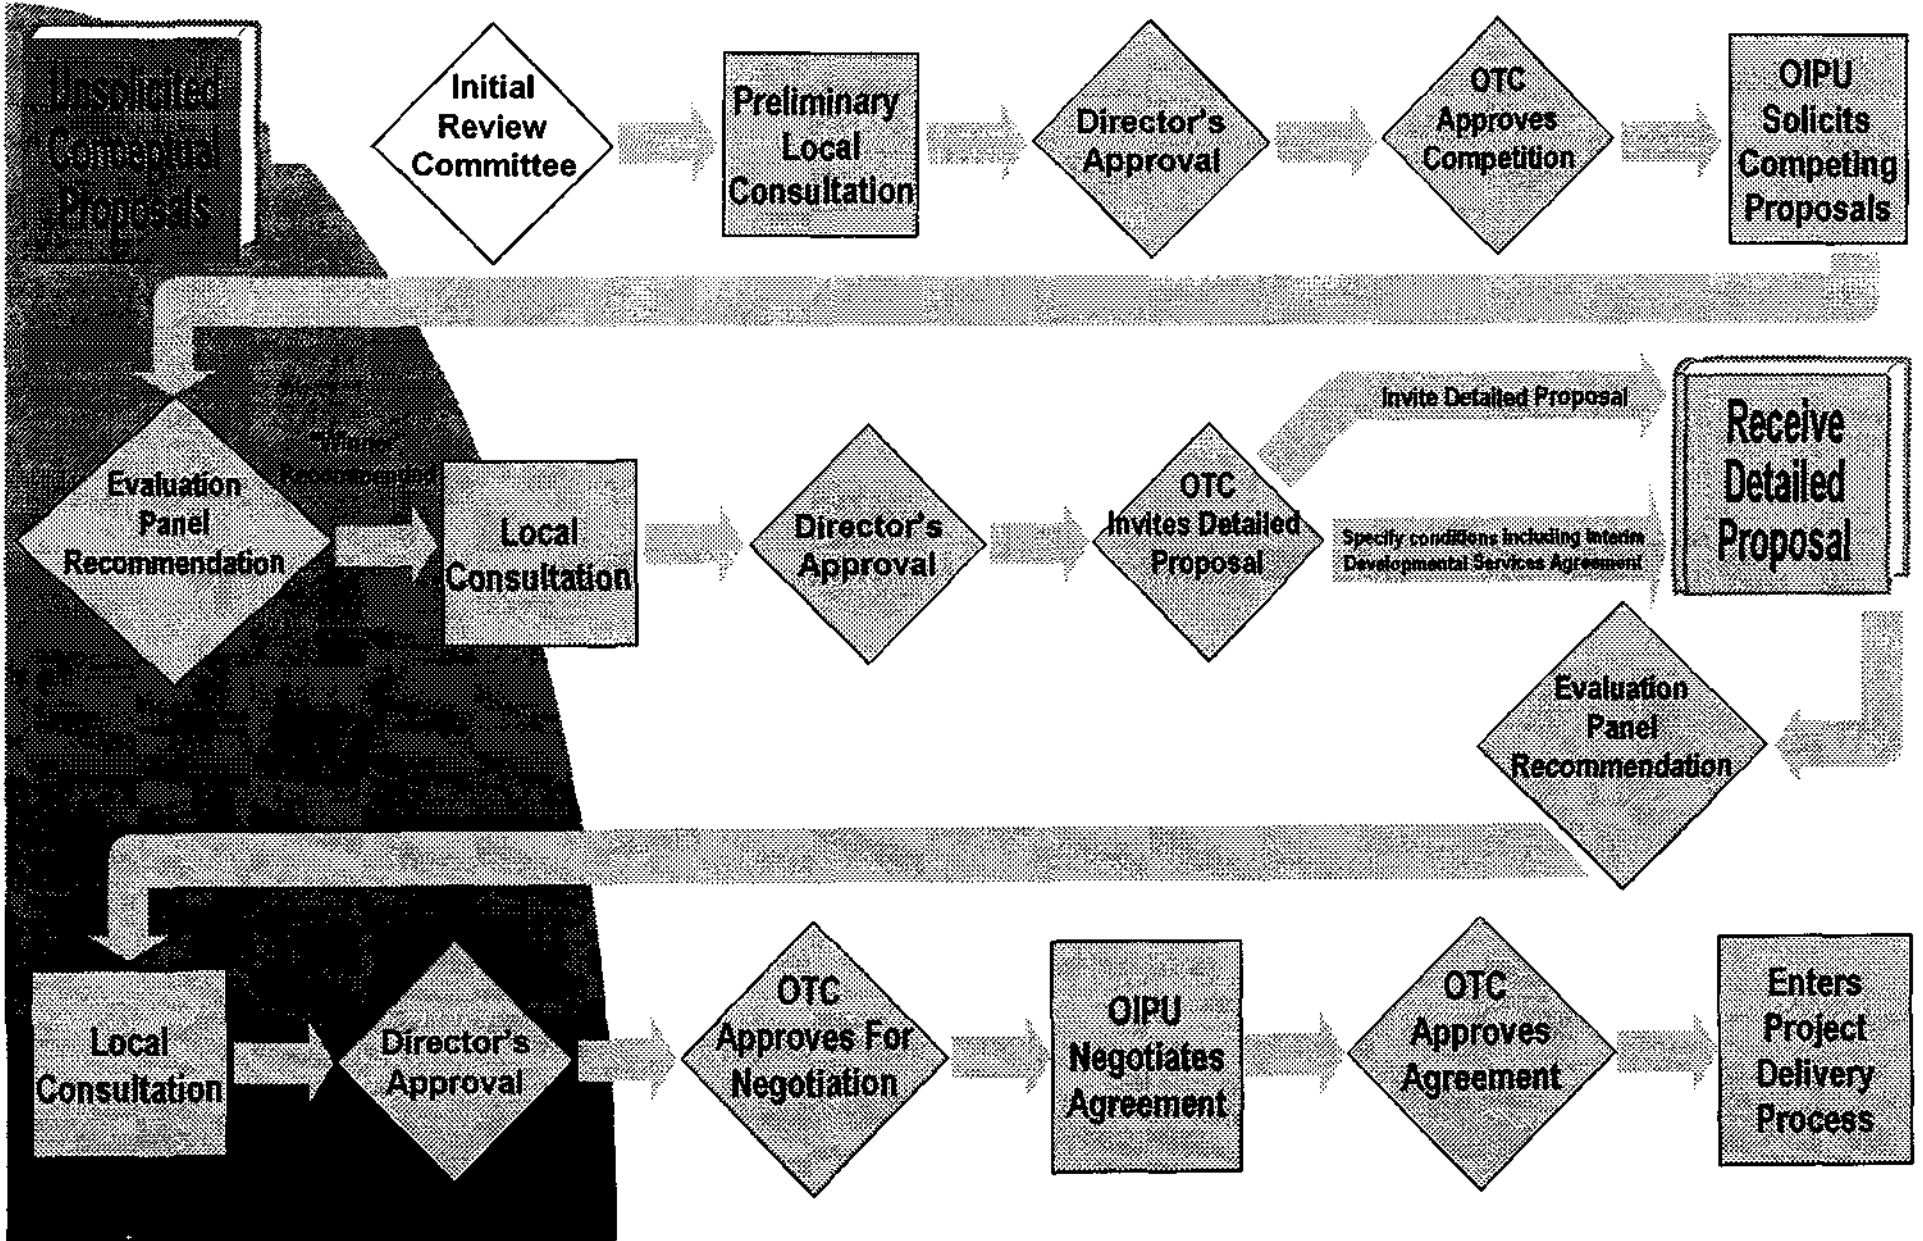 Unsolicited
Conceptual
Proposals
Initial
Review
Committee
Preliminary
Local
Consultation
Director's
Approval
OTC
Approves
Competition
OIPU
Solicits
Competing
Proposals
Evaluation
Panel
Recommendation
"Winner"
Recommended
Local
Consultation
Director's
Approval
OTC
Invites Detailed
Proposal
Invite Detailed Proposal
Specify conditions including Interim
Developmental Services Agreement
Receive
Detailed
Proposal
Evaluation
Panel
Recommendation
Local
Consultation
Director's
Approval
OTC
Approves For
Negotiation
OIPU
Negotiates
Agreement
OTC
Approves
Agreement
Enters
Project
Delivery
Process